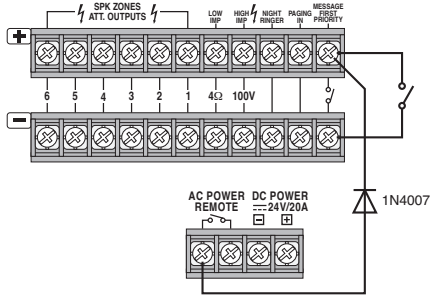 SPK ZONES
ATT. OUTPUTS
LOW
IMP
HIGH
IMP
NIGHT
RINGER
PAGING
IN
MESSAGE
FIRST
PRIORITY
+
6 5 4 3 2 1 4Ω 100V
-
AC POWER
REMOTE
DC POWER
24V/20A
- +
1N4007